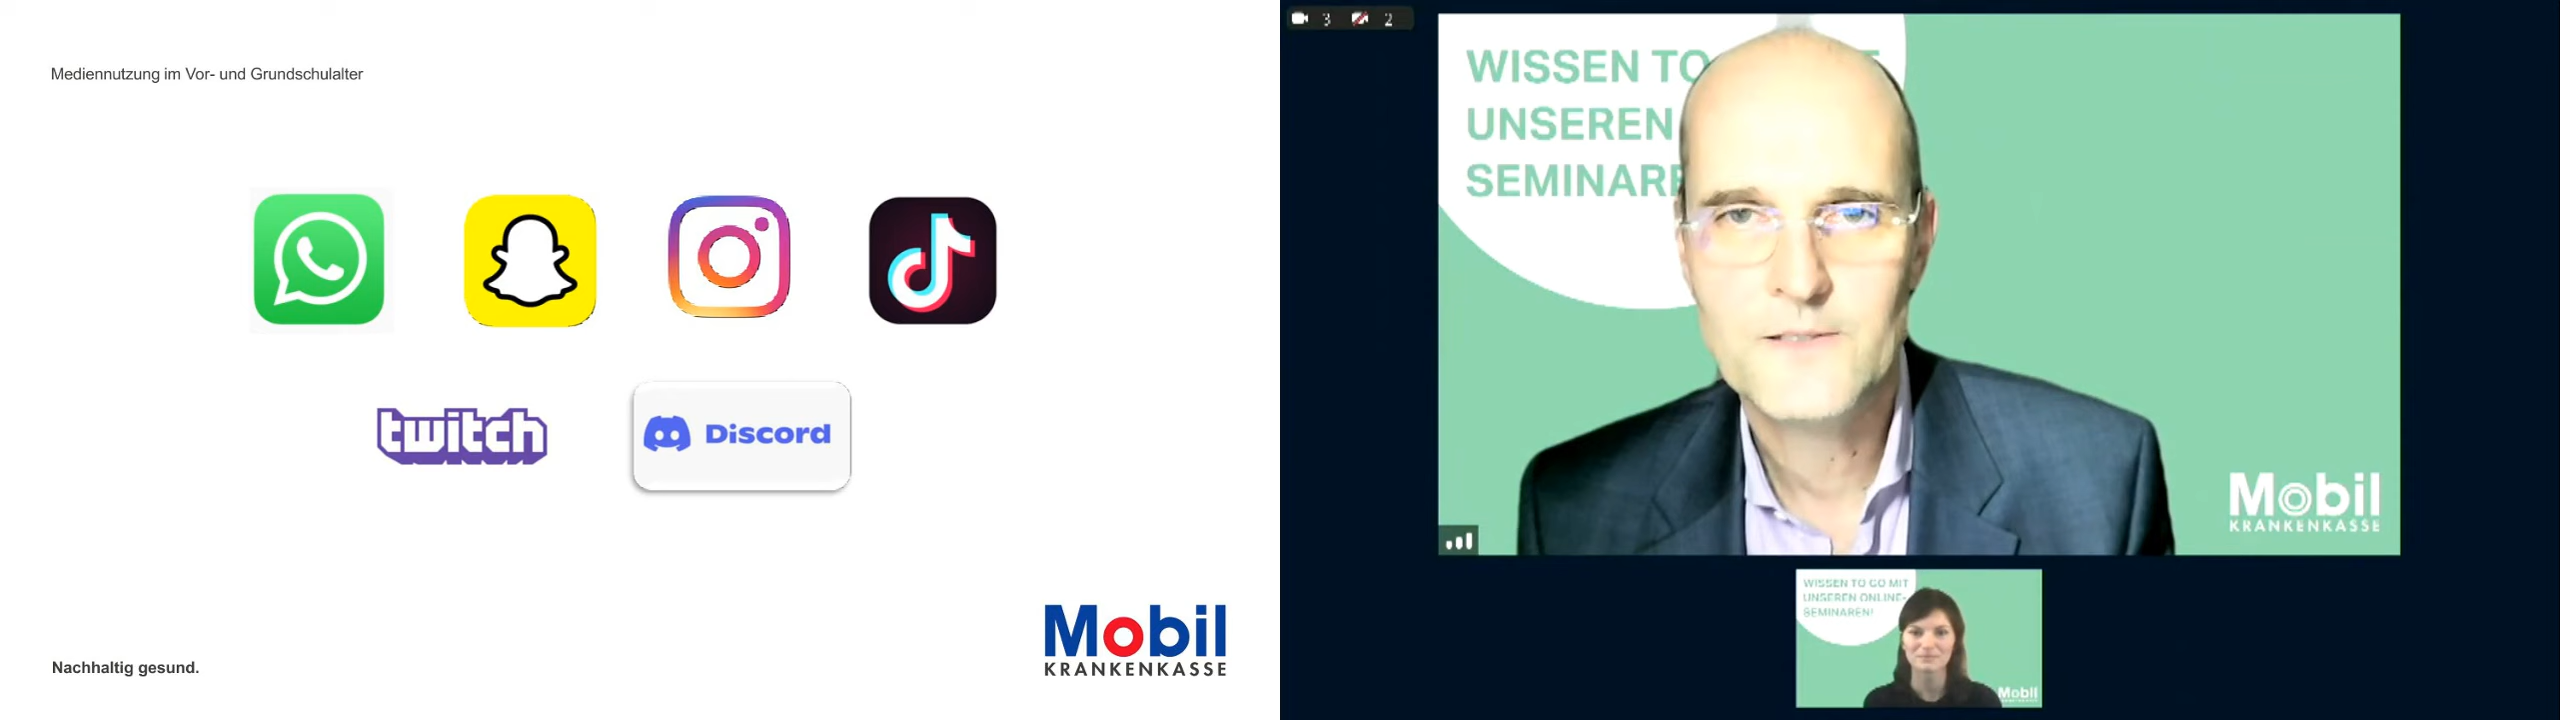 Mediennutzung im Vor- und Grundschulalter
twitch
Discord
Mobil
KRANKENKASSE
Nachhaltig gesund.
3 2
WISSEN TO
UNSEREN
SEMINARE
Mobil
KRANKENKASSE
WISSEN TO GO MIT
UNSEREN ONLINE-
SEMINAREN!
Mobil